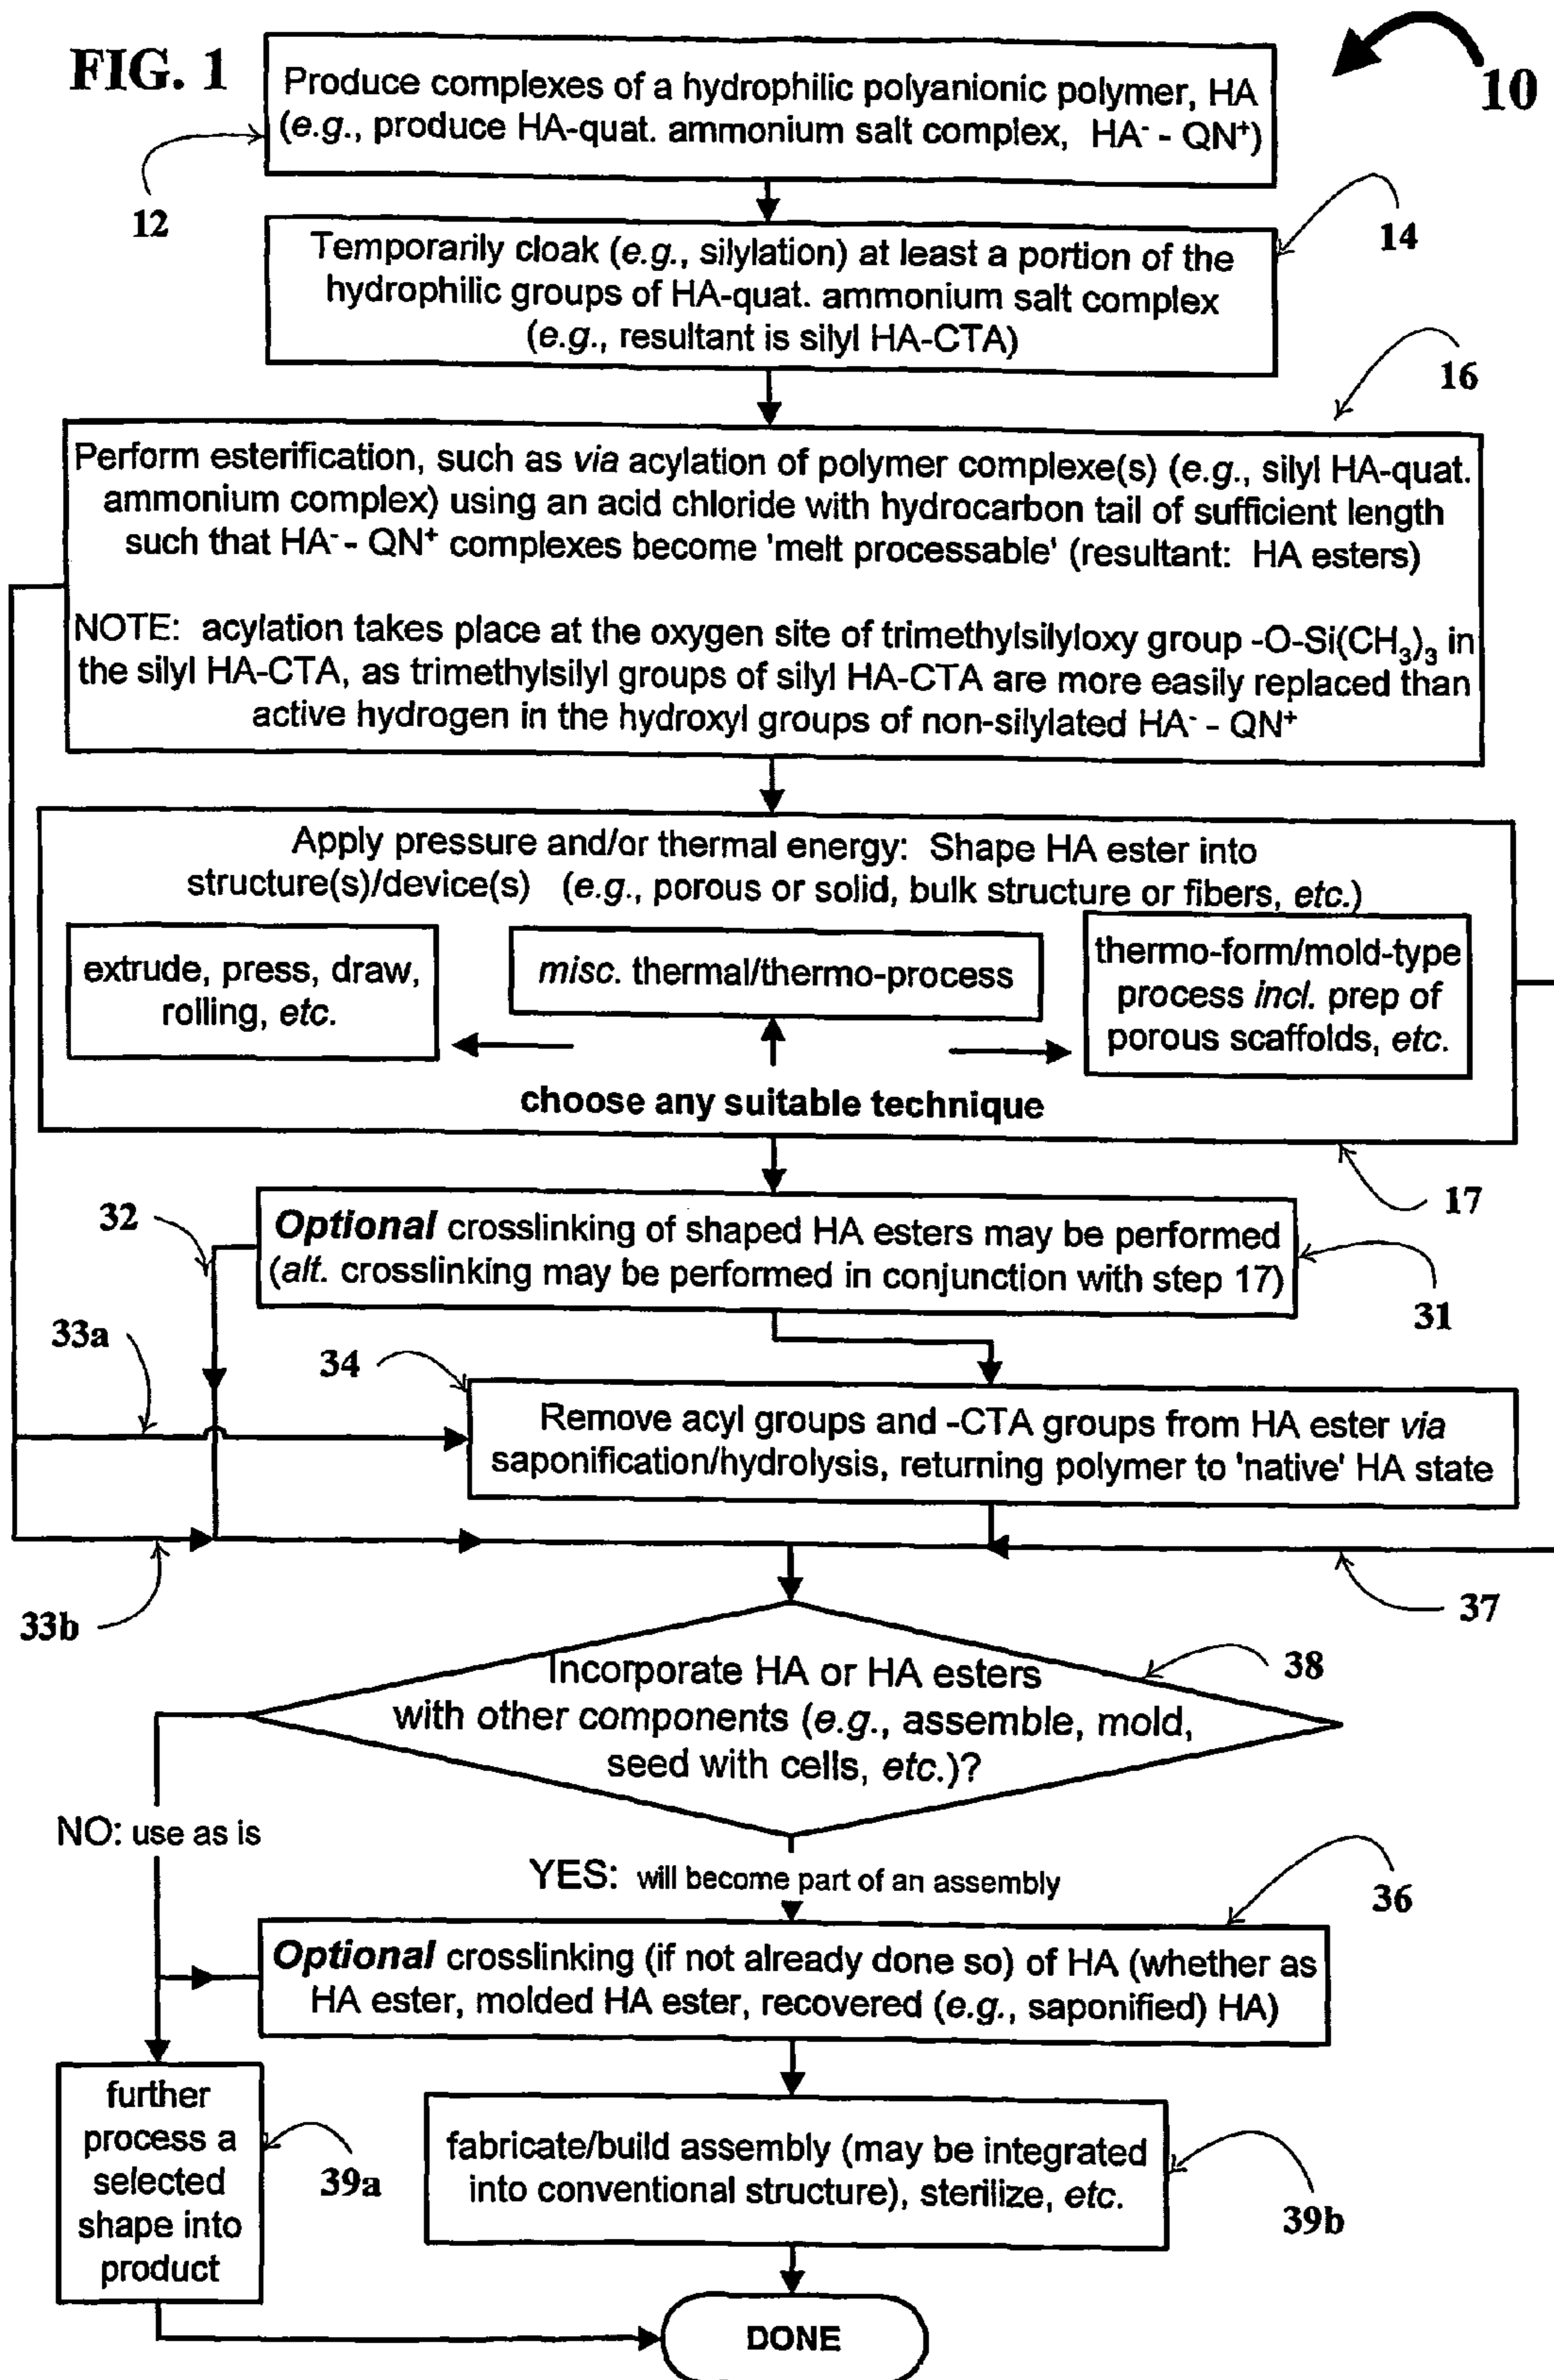 FIG. 1
10
Produce complexes of a hydrophilic polyanionic polymer, HA
(e.g., produce HA-quat. ammonium salt complex, HA⁻ - QN⁺)
12
14
Temporarily cloak (e.g., silylation) at least a portion of the
hydrophilic groups of HA-quat. ammonium salt complex
(e.g., resultant is silyl HA-CTA)
16
Perform esterification, such as via acylation of polymer complexe(s) (e.g., silyl HA-quat.
ammonium complex) using an acid chloride with hydrocarbon tail of sufficient length
such that HA⁻ - QN⁺ complexes become 'melt processable' (resultant: HA esters)
NOTE: acylation takes place at the oxygen site of trimethylsilyloxy group -O-Si(CH₃)₃ in
the silyl HA-CTA, as trimethylsilyl groups of silyl HA-CTA are more easily replaced than
active hydrogen in the hydroxyl groups of non-silylated HA⁻ - QN⁺
Apply pressure and/or thermal energy: Shape HA ester into
structure(s)/device(s) (e.g., porous or solid, bulk structure or fibers, etc.)
extrude, press, draw,
rolling, etc.
misc. thermal/thermo-process
thermo-form/mold-type
process incl. prep of
porous scaffolds, etc.
choose any suitable technique
17
32
Optional crosslinking of shaped HA esters may be performed
(alt. crosslinking may be performed in conjunction with step 17)
31
33a
34
Remove acyl groups and -CTA groups from HA ester via
saponification/hydrolysis, returning polymer to 'native' HA state
33b
37
38
Incorporate HA or HA esters
with other components (e.g., assemble, mold,
seed with cells, etc.)?
NO: use as is
YES: will become part of an assembly
36
Optional crosslinking (if not already done so) of HA (whether as
HA ester, molded HA ester, recovered (e.g., saponified) HA)
further
process a
selected
shape into
product
39a
fabricate/build assembly (may be integrated
into conventional structure), sterilize, etc.
39b
DONE